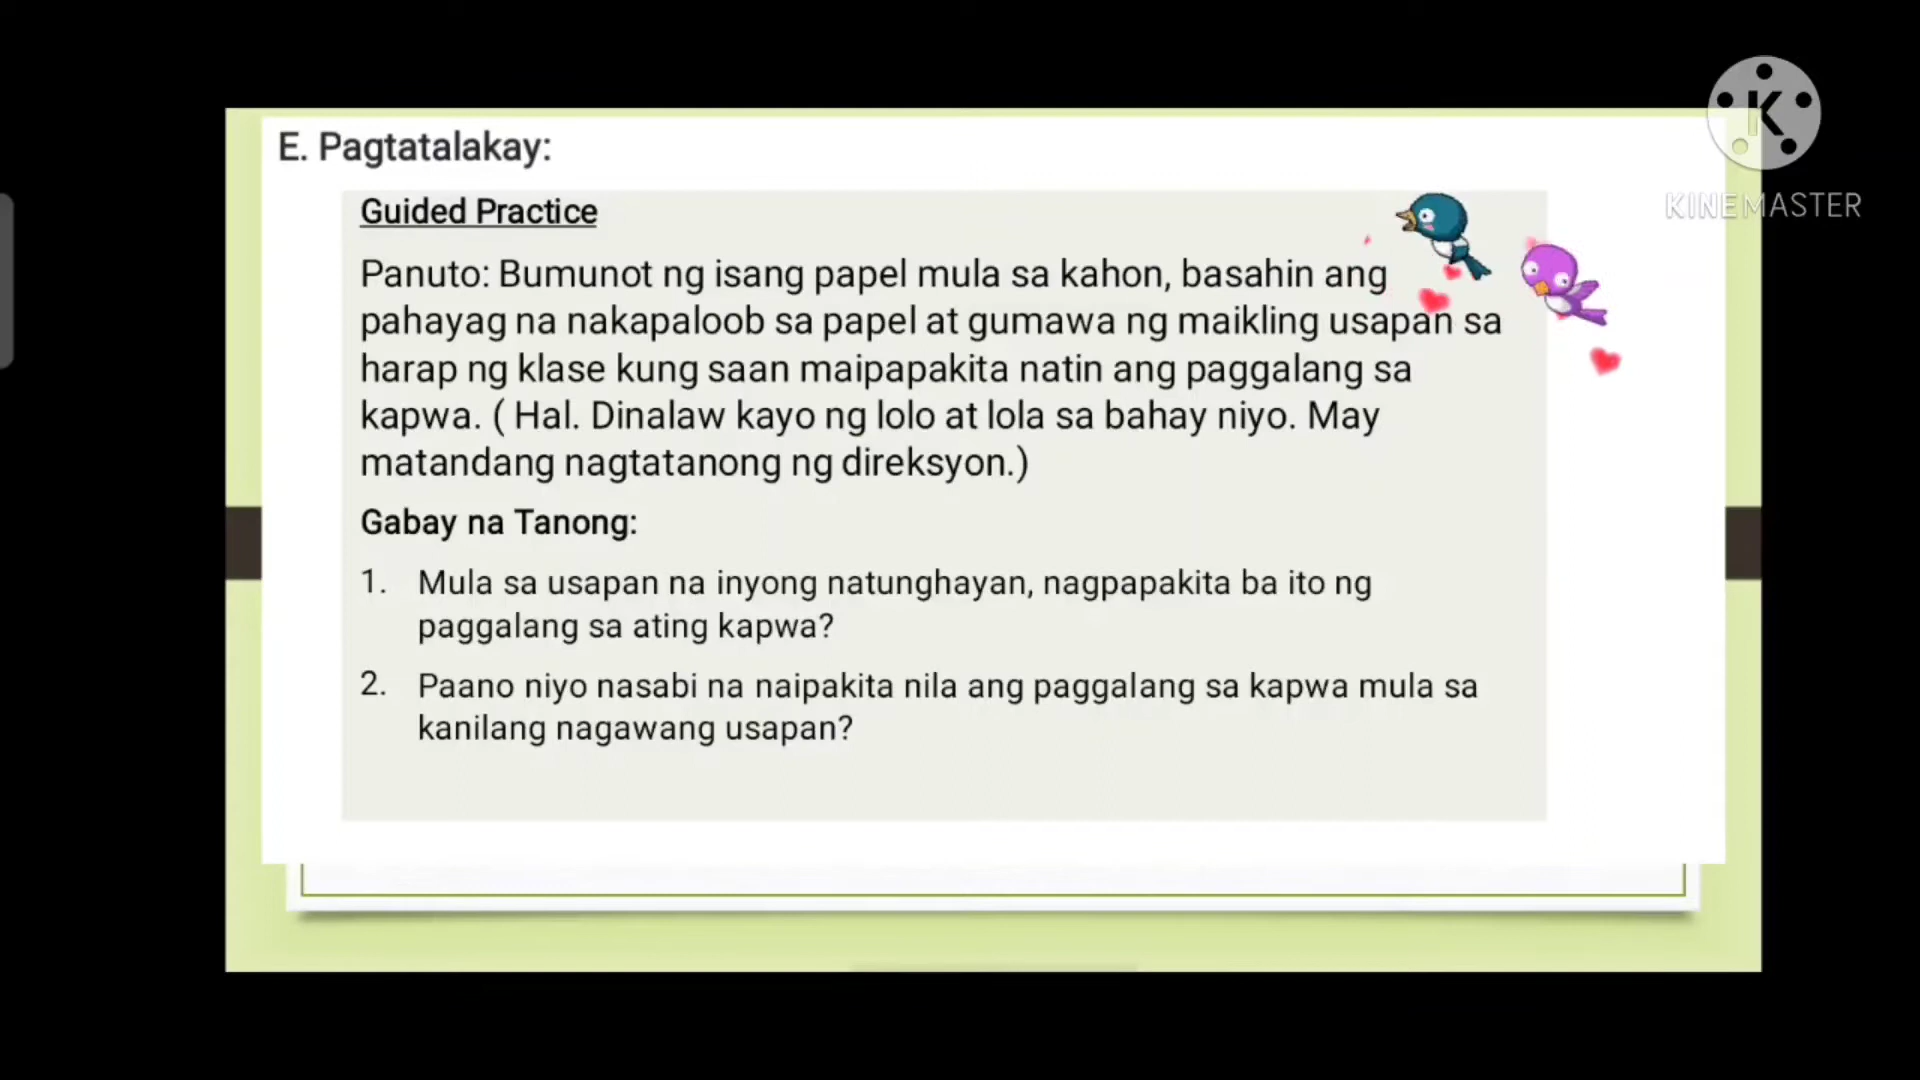 E. Pagtatalakay:
Guided Practice
Panuto: Bumunot ng isang papel mula sa kahon, basahin ang
pahayag na nakapaloob sa papel at gumawa ng maikling usapan sa
harap ng klase kung saan maipapakita natin ang paggalang sa
kapwa. ( Hal. Dinalaw kayo ng lolo at lola sa bahay niyo. May
matandang nagtatanong ng direksyon.)
Gabay na Tanong:
1. Mula sa usapan na inyong natunghayan, nagpapakita ba ito ng
paggalang sa ating kapwa?
2. Paano niyo nasabi na naipakita nila ang paggalang sa kapwa mula sa
kanilang nagawang usapan?
K
KINEMASTER